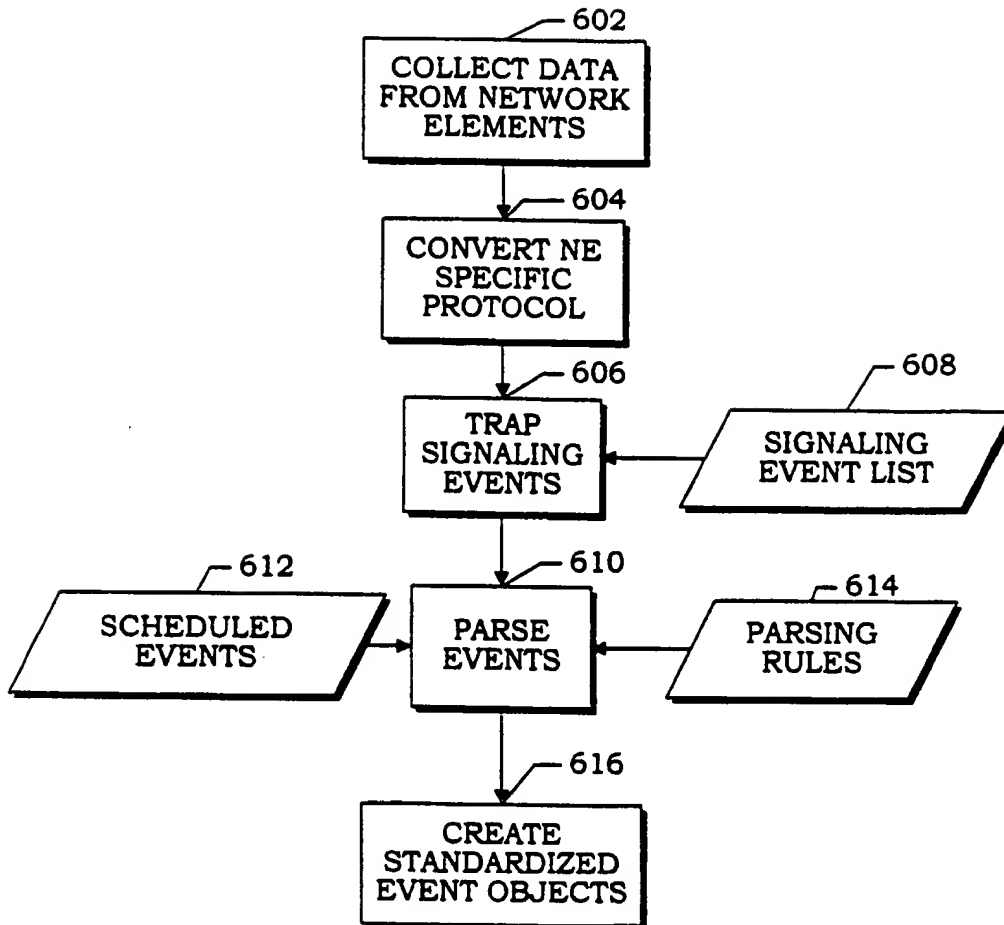 602
COLLECT DATA
FROM NETWORK
ELEMENTS
604
CONVERT NE
SPECIFIC
PROTOCOL
606
TRAP
SIGNALING
EVENTS
608
SIGNALING
EVENT LIST
610
PARSE
EVENTS
612
SCHEDULED
EVENTS
614
PARSING
RULES
616
CREATE
STANDARDIZED
EVENT OBJECTS